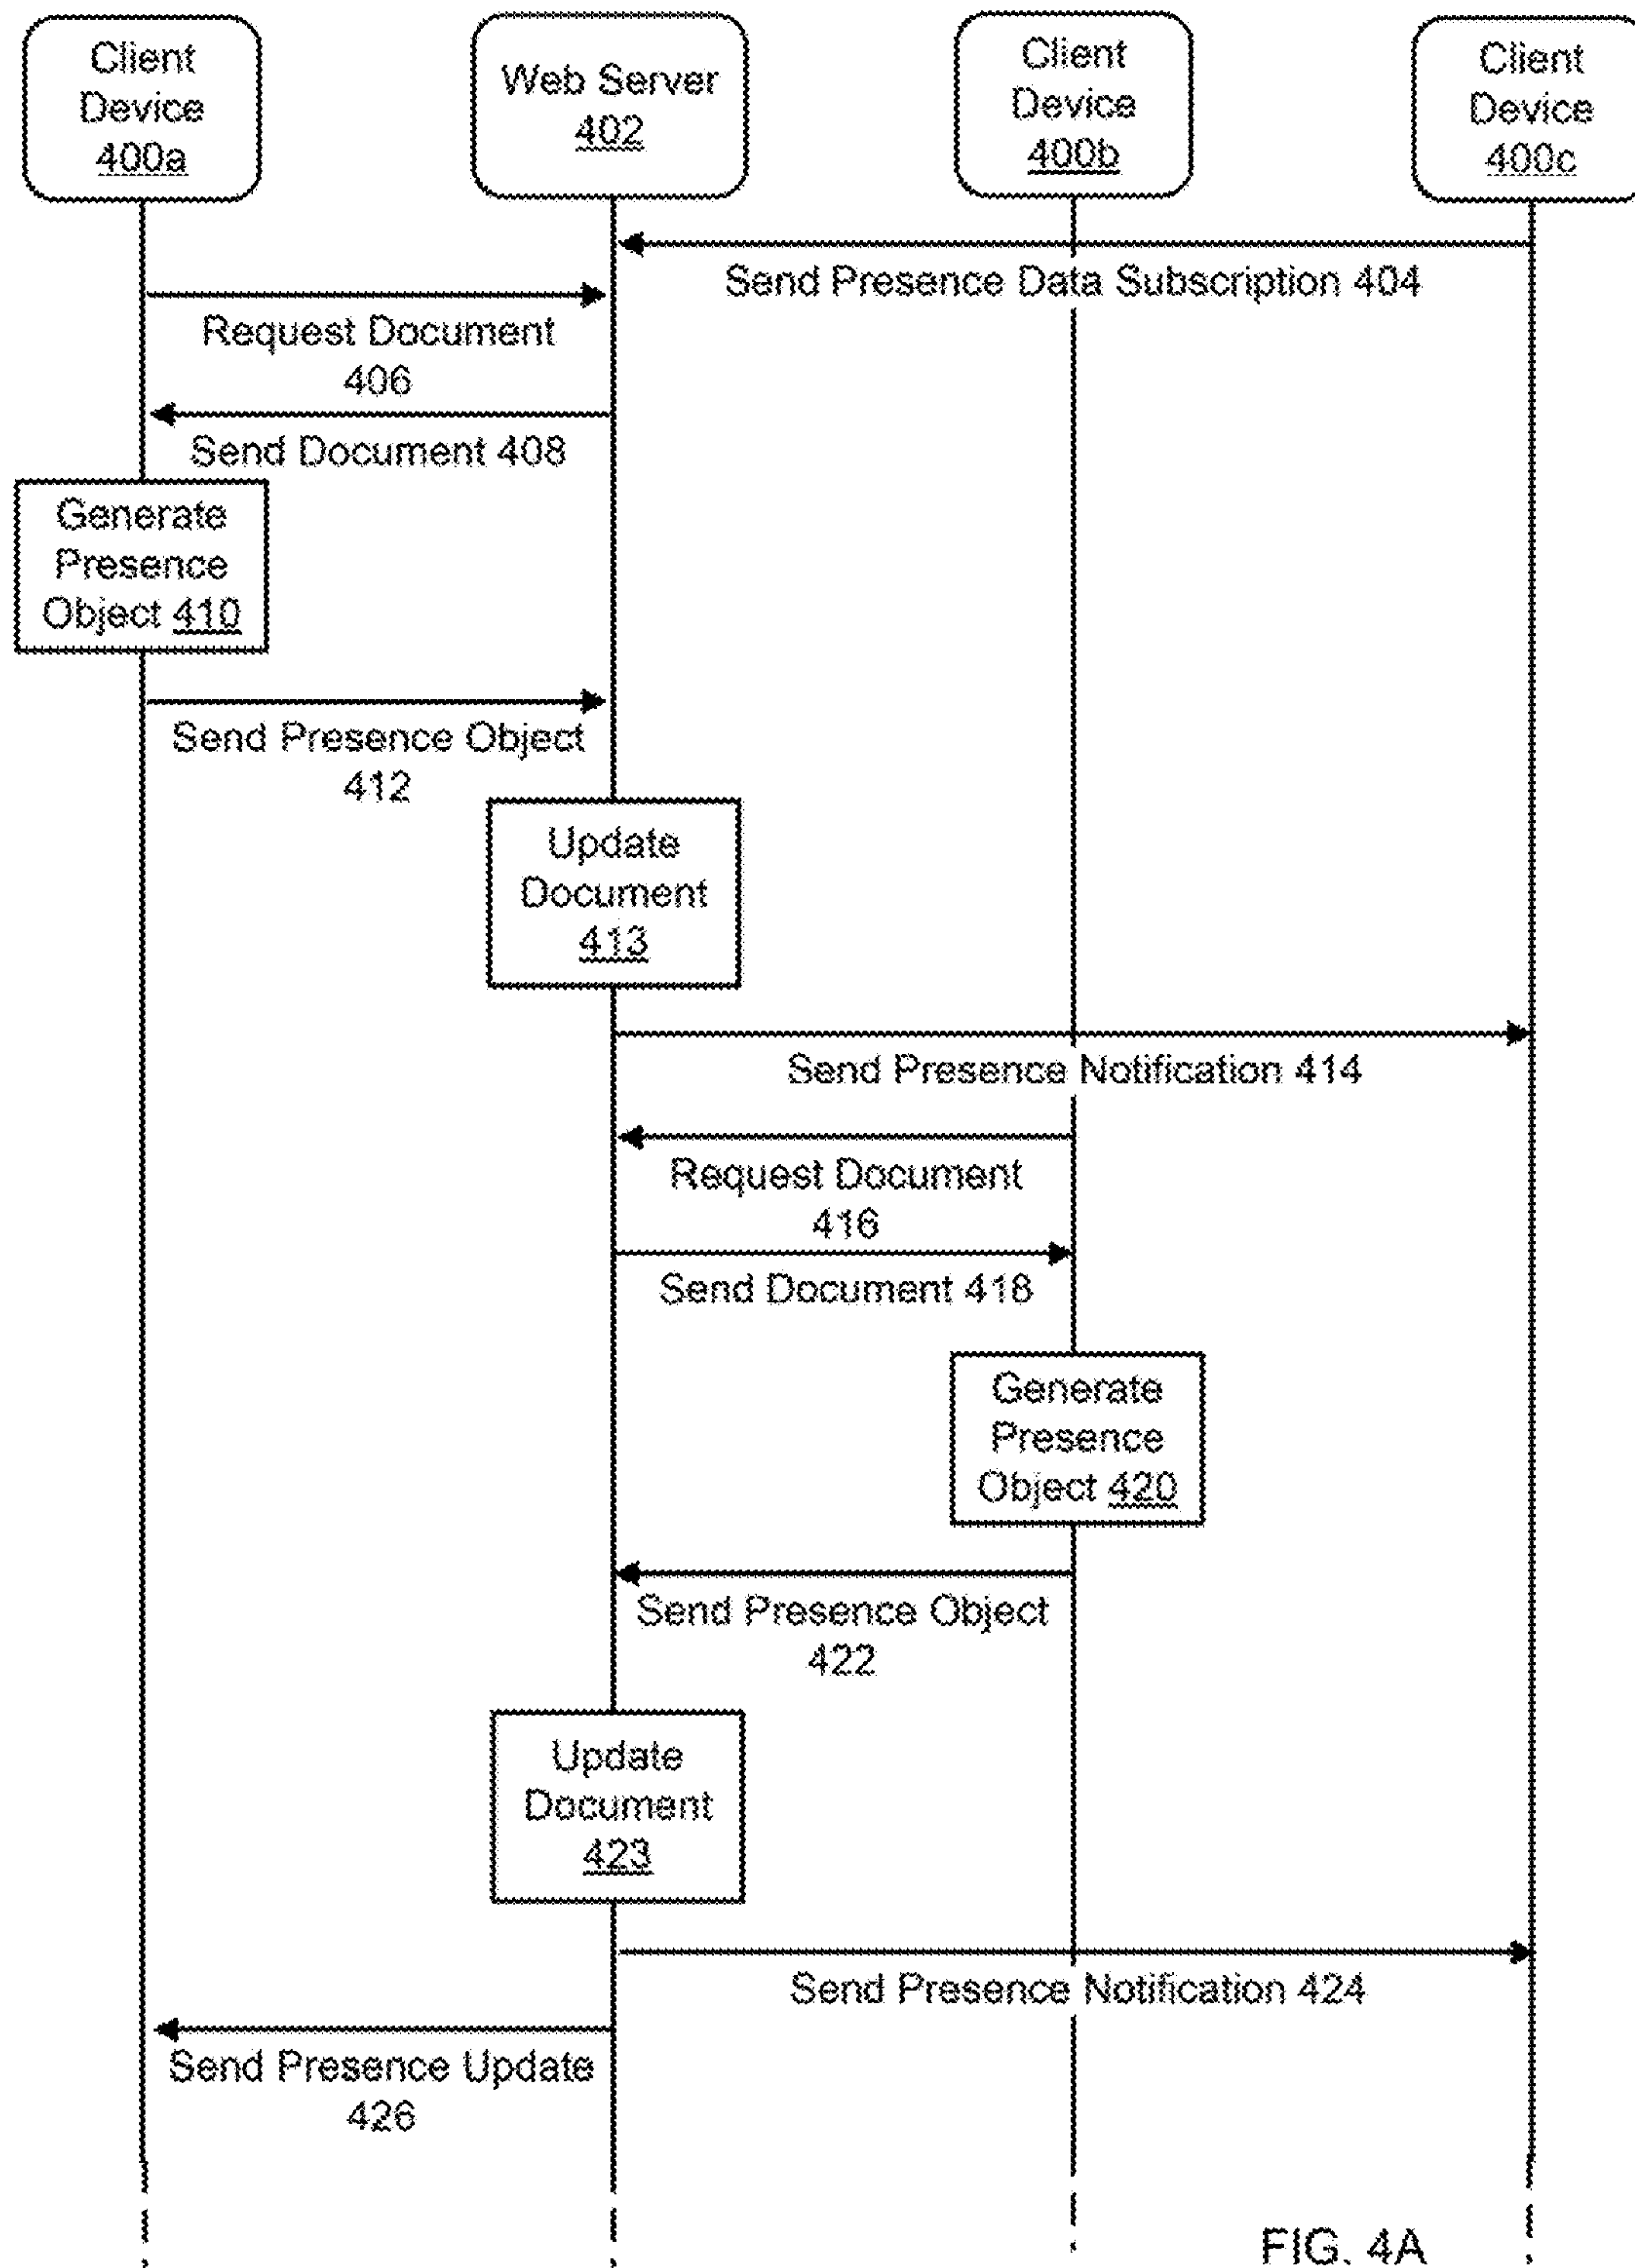 Client
Device
400a
Web Server
402
Client
Device
400b
Client
Device
400c
Send Presence Data Subscription 404
Request Document
406
Send Document 408
Generate
Presence
Object 410
Send Presence Object
412
Update
Document
413
Send Presence Notification 414
Request Document
416
Send Document 418
Generate
Presence
Object 420
Send Presence Object
422
Update
Document
423
Send Presence Notification 424
Send Presence Update
426
FIG. 4A